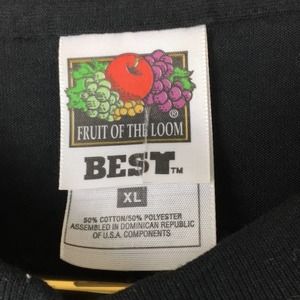 FRUIT OF THE LOOM ®
BEST™
XL
50% COTTON/50% POLYESTER
ASSEMBLED IN DOMINICAN REPUBLIC
OF U.S.A. COMPONENTS